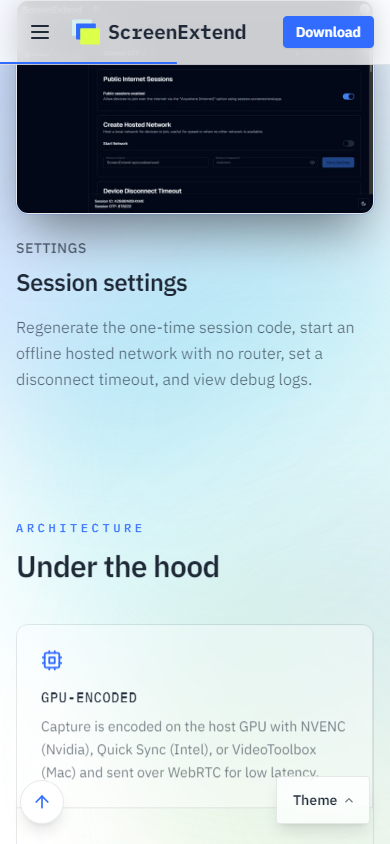 ScreenExtend
Download
Public Internet Sessions
Public sessions enabled
Create Hosted Network
Start Network
Device Disconnect Timeout
SETTINGS
Session settings
Regenerate the one-time session code, start an
offline hosted network with no router, set a
disconnect timeout, and view debug logs.
ARCHITECTURE
Under the hood
GPU-ENCODED
Capture is encoded on the host GPU with NVENC
(Nvidia), Quick Sync (Intel), or VideoToolbox
(Mac) and sent over WebRTC for low latency.
Theme